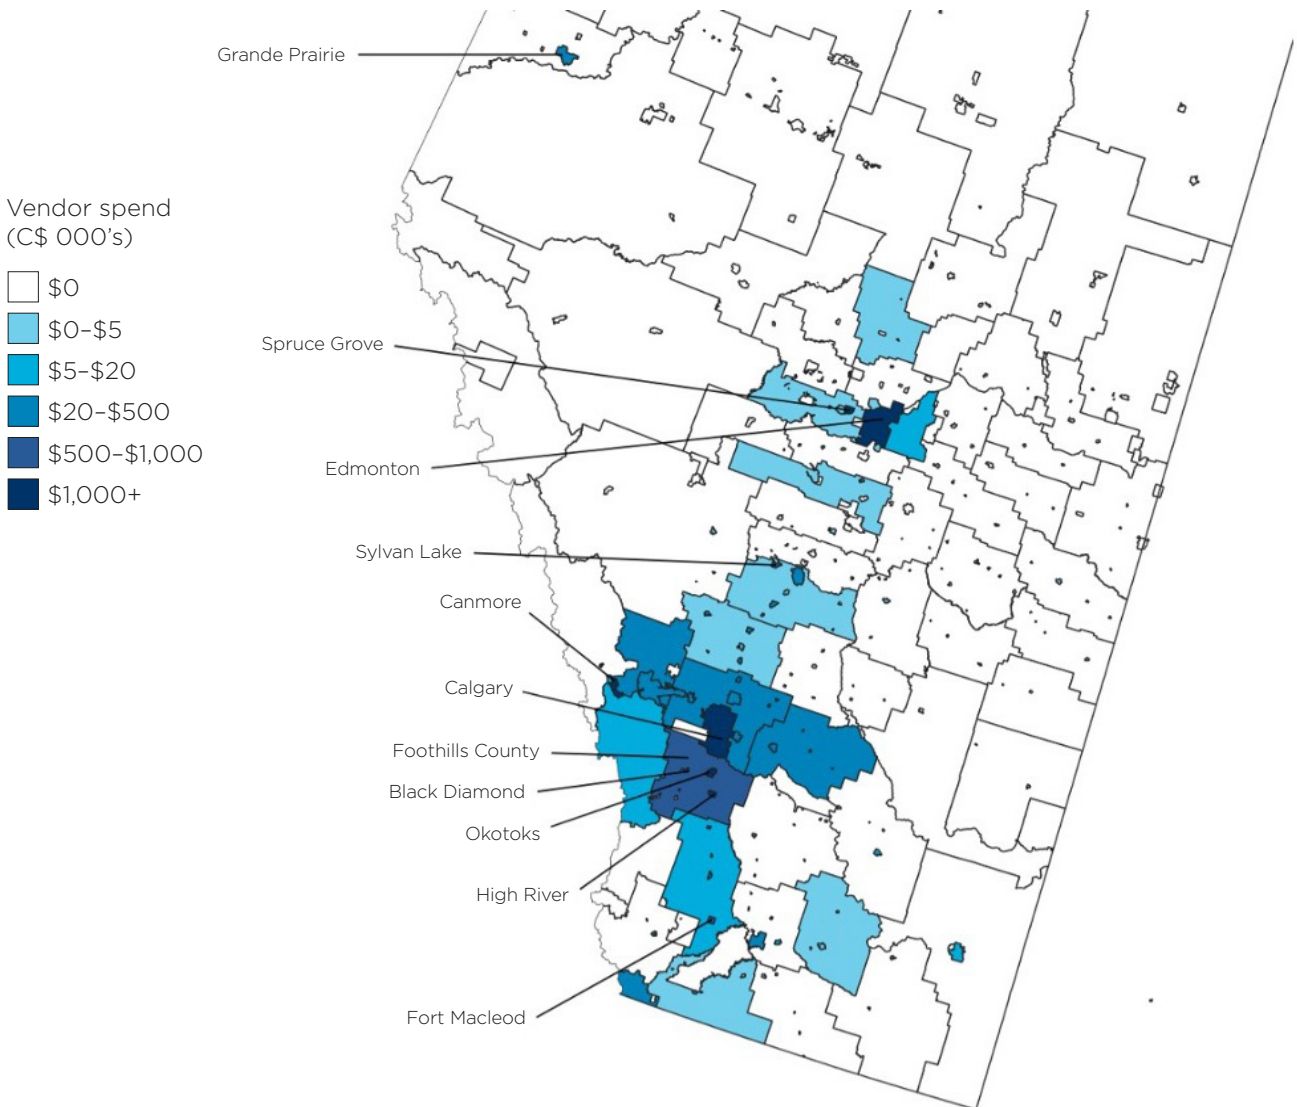 Grande Prairie
Vendor spend
(C$ 000's)
$0
$0–$5
$5–$20
$20–$500
$500–$1,000
$1,000+
Spruce Grove
Edmonton
Sylvan Lake
Canmore
Calgary
Foothills County
Black Diamond
Okotoks
High River
Fort Macleod